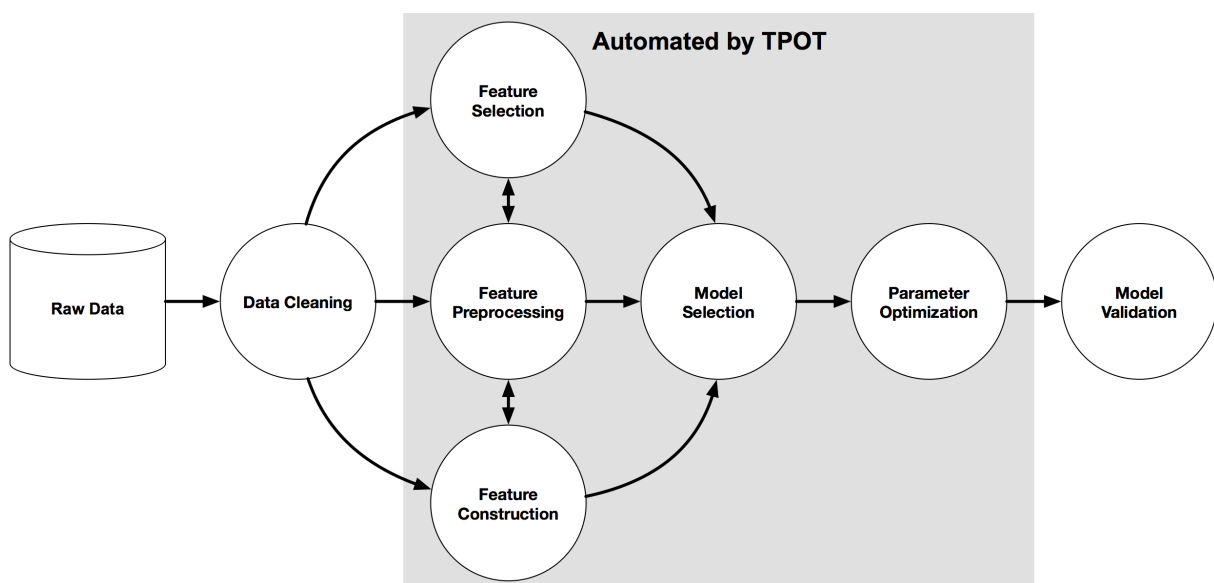 Automated by TPOT
Feature
Selection
Raw Data
Data Cleaning
Feature
Preprocessing
Model
Selection
Parameter
Optimization
Model
Validation
Feature
Construction